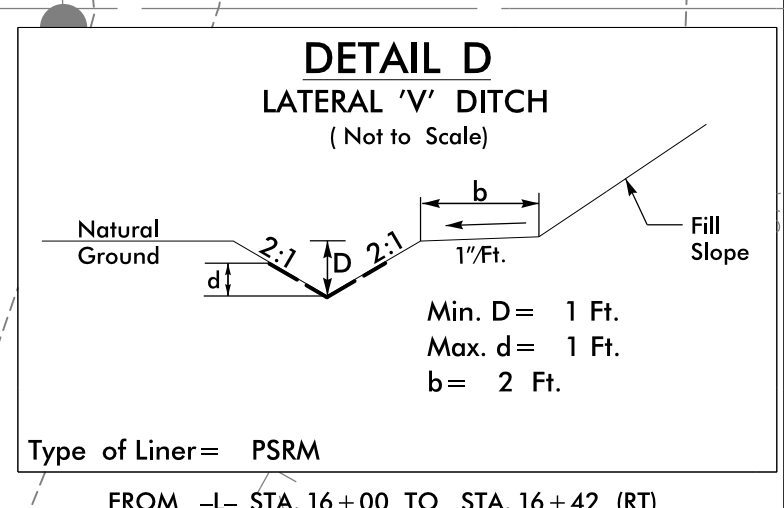 DETAIL D
LATERAL 'V' DITCH
( Not to Scale)
b
Natural
Ground
2:1
D
2:1
1"/Ft.
Fill
Slope
d
Min. D= 1 Ft.
Max. d= 1 Ft.
b= 2 Ft.
Type of Liner= PSRM
FROM -L- STA. 16+00 TO STA. 16+42 (RT)